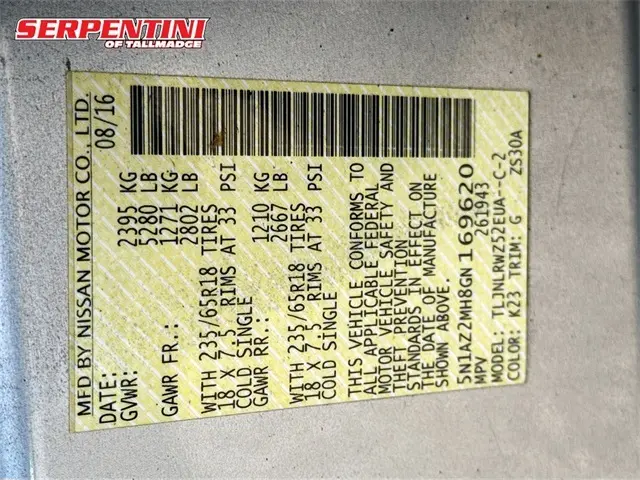 SERPENTINI
OF TALLMADGE
MFD BY NISSAN MOTOR CO., LTD.
DATE: 08/16
GVWR: 2395 KG
5280 LB
GAWR FR.: 1271 KG
2802 LB
WITH 235/65R18 TIRES
18 X 7.5 RIMS AT 33 PSI
COLD SINGLE
GAWR RR.: 1210 KG
2667 LB
WITH 235/65R18 TIRES
18 X 7.5 RIMS AT 33 PSI
COLD SINGLE
THIS VEHICLE CONFORMS TO
ALL APPLICABLE FEDERAL
MOTOR VEHICLE SAFETY AND
THEFT PREVENTION
STANDARDS IN EFFECT ON
THE DATE OF MANUFACTURE
SHOWN ABOVE.
5N1AZ2MH8GN169620
MPV 261943
MODEL: TLJNLRWZ52EUA--C-2
COLOR: K23 TRIM: G ZS30A